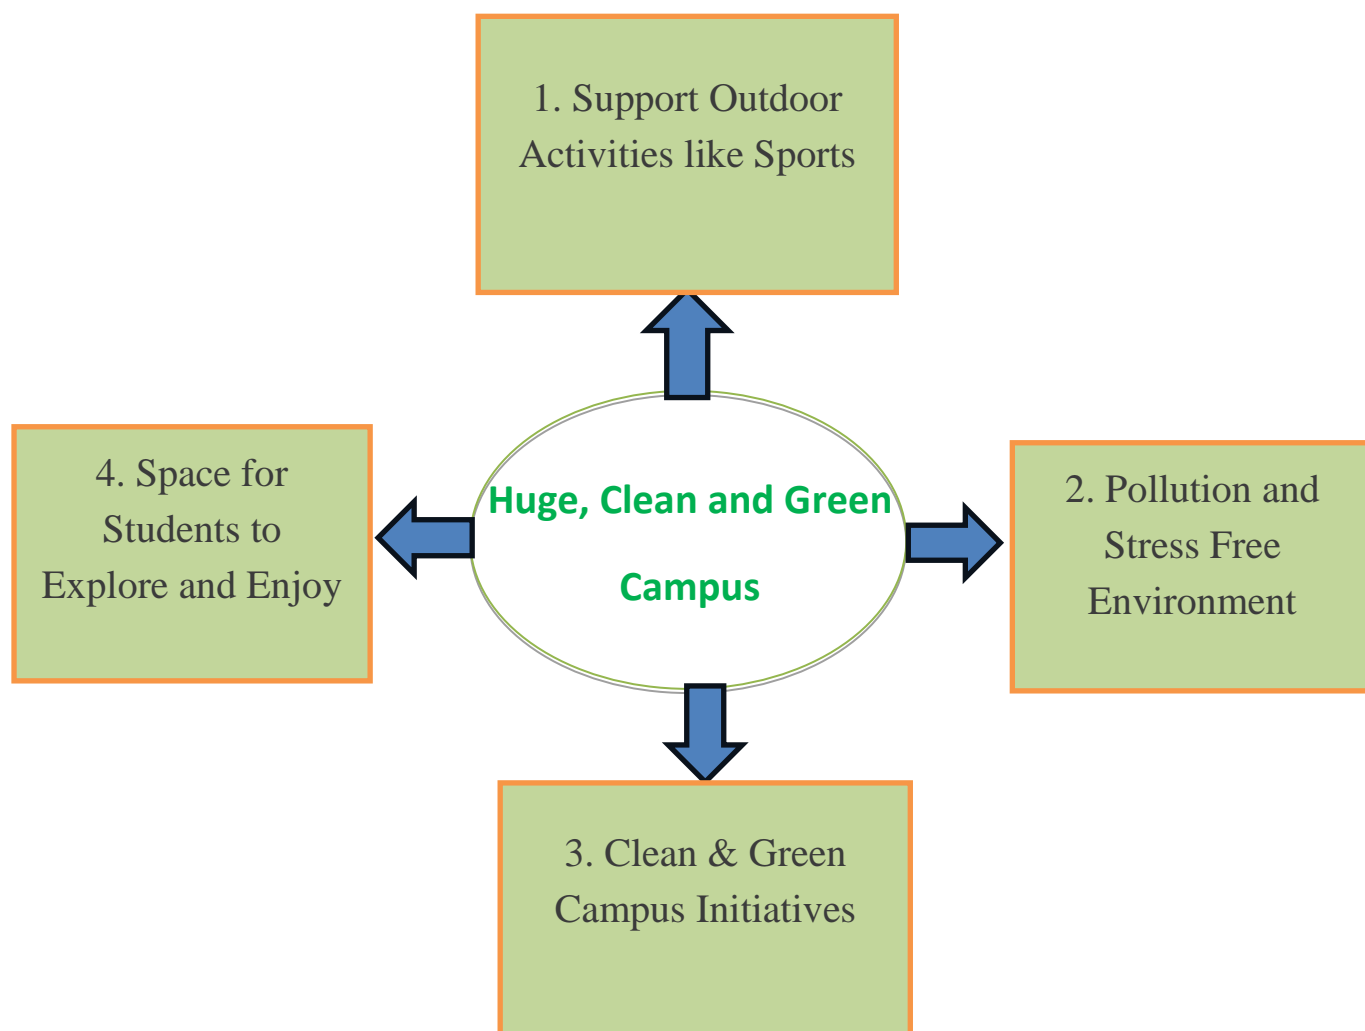 1. Support Outdoor
Activities like Sports
4. Space for
Students to
Explore and Enjoy
Huge, Clean and Green
Campus
2. Pollution and
Stress Free
Environment
3. Clean & Green
Campus Initiatives